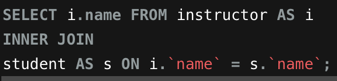 SELECT i.name FROM instructor AS i
INNER JOIN
student AS s ON i.`name` = s.`name`;